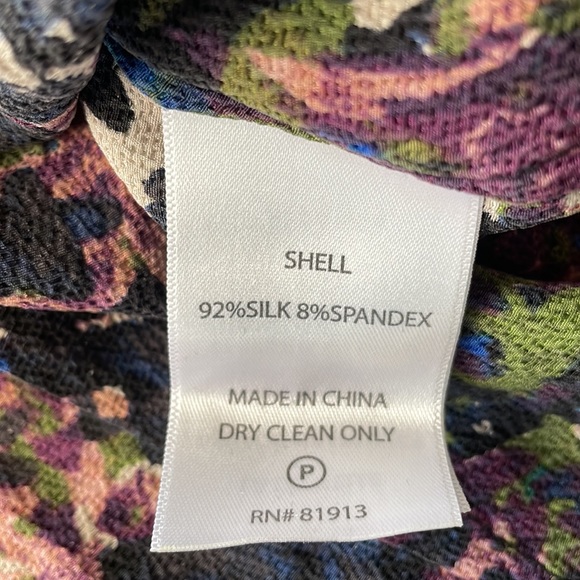 SHELL
92%SILK 8%SPANDEX
MADE IN CHINA
DRY CLEAN ONLY
P
RN# 81913